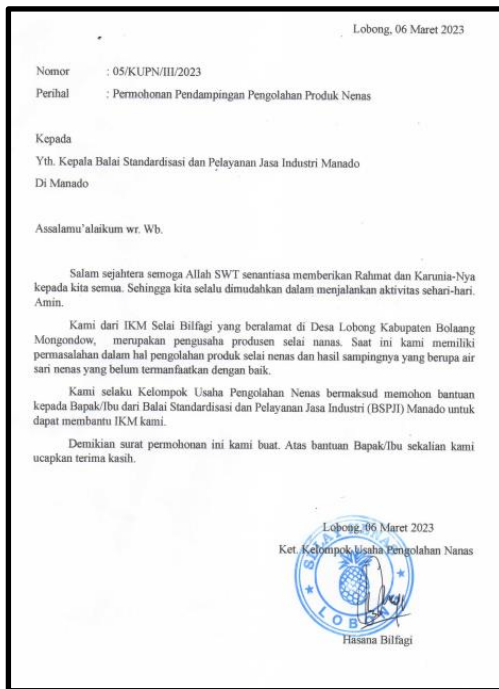 Lobong, 06 Maret 2023
Nomor : 05/KUPN/III/2023
Perihal : Permohonan Pendampingan Pengolahan Produk Nenas
Kepada
Yth. Kepala Balai Standardisasi dan Pelayanan Jasa Industri Manado
Di Manado
Assalamu'alaikum wr. Wb.
Salam sejahtera semoga Allah SWT senantiasa memberikan Rahmat dan Karunia-Nya
kepada kita semua. Sehingga kita selalu dimudahkan dalam menjalankan aktivitas sehari-hari.
Amin.
Kami dari IKM Selai Bilfagi yang beralamat di Desa Lobong Kabupaten Bolaang
Mongondow, merupakan pengusaha produsen selai nanas. Saat ini kami memiliki
permasalahan dalam hal pengolahan produk selai nenas dan hasil sampingnya yang berupa air
sari nenas yang belum termanfaatkan dengan baik.
Kami selaku Kelompok Usaha Pengolahan Nenas bermaksud memohon bantuan
kepada Bapak/Ibu dari Balai Standardisasi dan Pelayanan Jasa Industri (BSPJI) Manado untuk
dapat membantu IKM kami.
Demikian surat permohonan ini kami buat. Atas bantuan Bapak/Ibu sekalian kami
ucapkan terima kasih.
Lobong, 06 Maret 2023
Ket. Kelompok Usaha Pengolahan Nanas
SELAI NANAS
LOBONG
Hasana Bilfagi